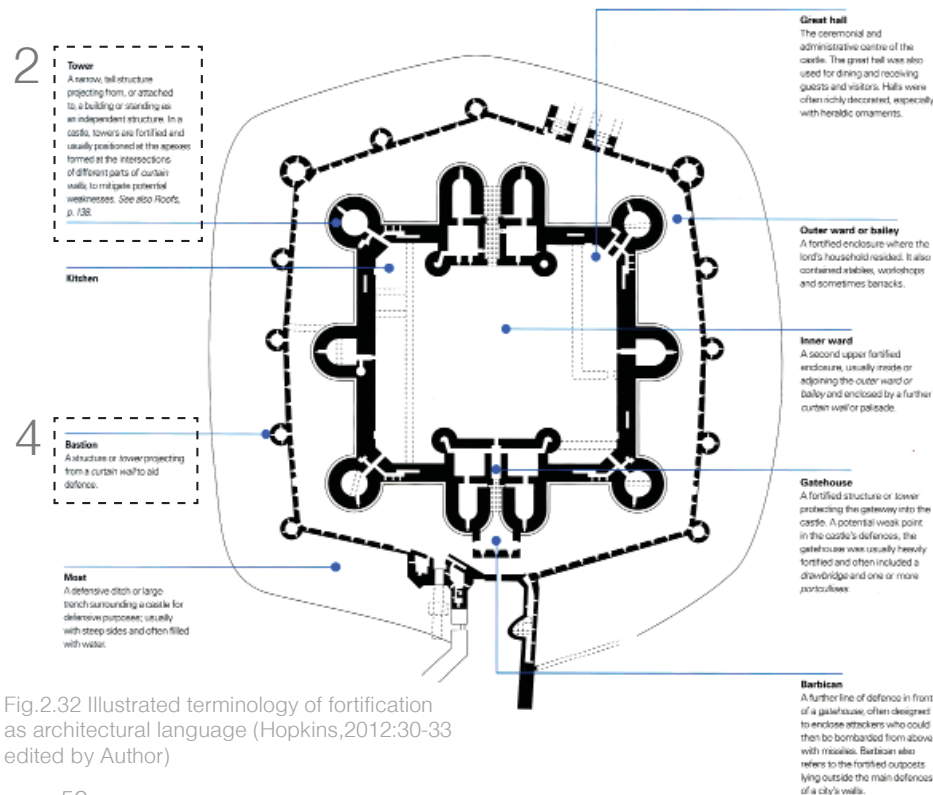 2
Tower
A narrow, tall structure
projecting from, or attached
to, a building or standing as
an independent structure. In a
castle, towers are fortified and
usually positioned at the apexes
formed at the intersections
of different parts of curtain
walls, to mitigate potential
weaknesses. See also Roofs,
p. 138.
Kitchen
4
Bastion
A structure or tower projecting
from a curtain wall to aid
defence.
Moat
A defensive ditch or large
trench surrounding a castle for
defensive purposes; usually
with steep sides and often filled
with water.
Great hall
The ceremonial and
administrative centre of the
castle. The great hall was also
used for dining and receiving
guests and visitors. Halls were
often richly decorated, especially
with heraldic ornaments.
Outer ward or bailey
A fortified enclosure where the
lord's household resided. It also
contained stables, workshops
and sometimes barracks.
Inner ward
A second upper fortified
enclosure, usually inside or
adjoining the outer ward or
bailey and enclosed by a further
curtain wall or palisade.
Gatehouse
A fortified structure or tower
protecting the gateway into the
castle. A potential weak point
in the castle's defences, the
gatehouse was usually heavily
fortified and often included a
drawbridge and one or more
portcullises.
Barbican
A further line of defence in front
of a gatehouse, often designed
to enclose attackers who could
then be bombarded from above
with missiles. Barbican also
refers to the fortified outposts
lying outside the main defences
of a city's walls.
Fig.2.32 Illustrated terminology of fortification
as architectural language (Hopkins,2012:30-33
edited by Author)